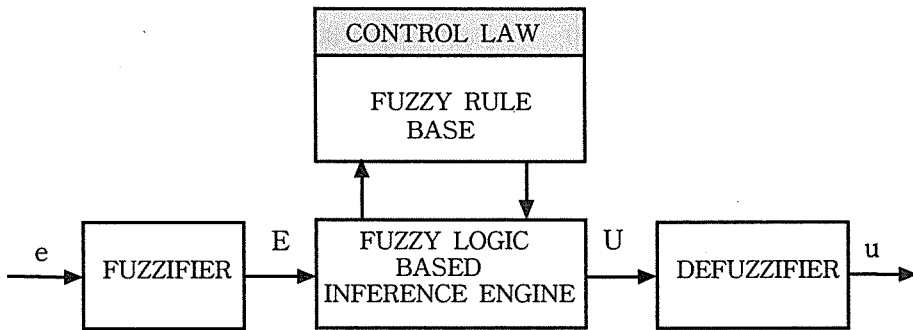 CONTROL LAW
FUZZY RULE
BASE
e
FUZZIFIER
E
FUZZY LOGIC
BASED
INFERENCE ENGINE
U
DEFUZZIFIER
u